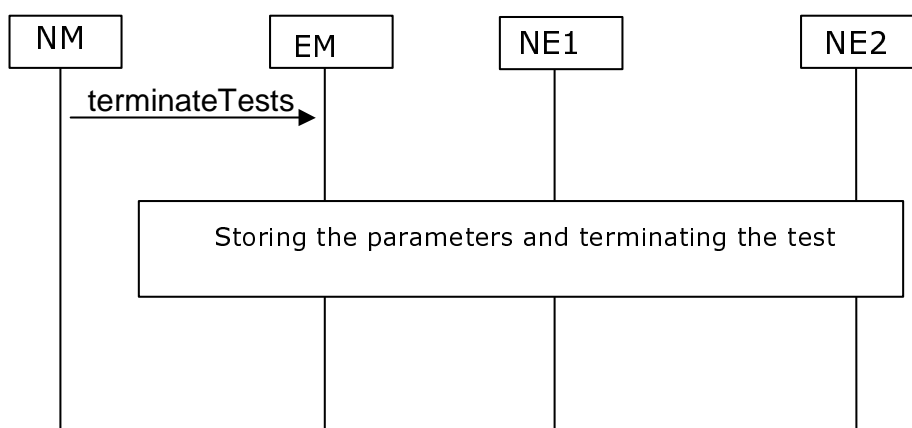 NM
EM
NE1
NE2
terminateTests
Storing the parameters and terminating the test